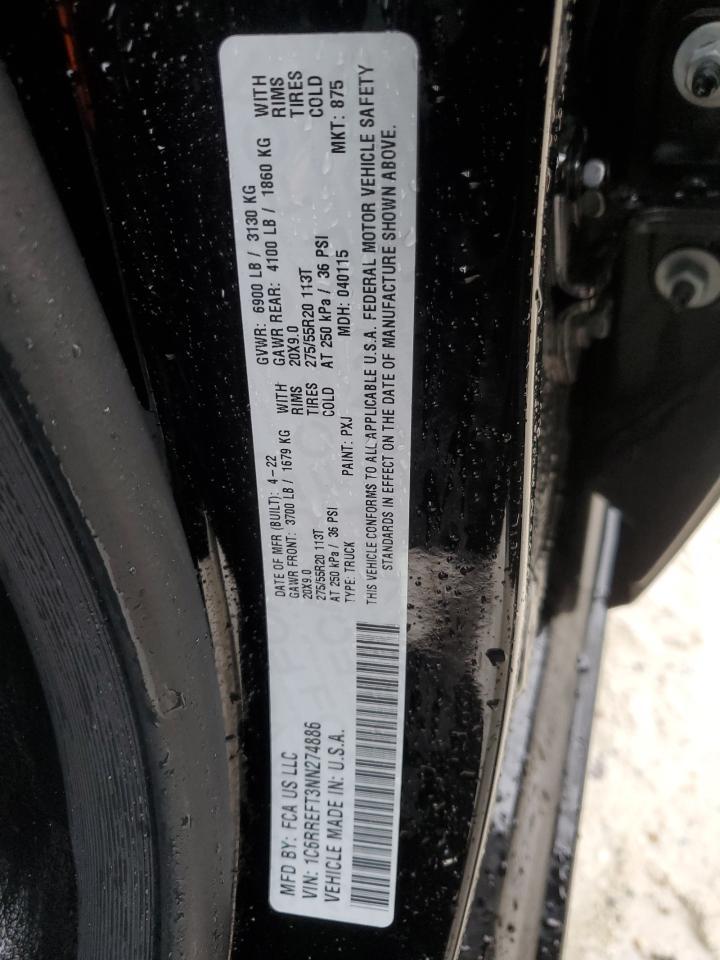 MFD BY: FCA US LLC
VIN: 1C6RREFT3NN274886
VEHICLE MADE IN: U.S.A.
DATE OF MFR (BUILT): 4-22
GAWR FRONT: 3700 LB / 1679 KG WITH
20X9.0 RIMS
275/55R20 113T TIRES
AT 250 kPa / 36 PSI COLD
TYPE: TRUCK PAINT: PXJ
GVWR: 6900 LB / 3130 KG
GAWR REAR: 4100 LB / 1860 KG WITH
20X9.0 RIMS
275/55R20 113T TIRES
AT 250 kPa / 36 PSI COLD
MDH: 040115 MKT: 875
THIS VEHICLE CONFORMS TO ALL APPLICABLE U.S.A. FEDERAL MOTOR VEHICLE SAFETY
STANDARDS IN EFFECT ON THE DATE OF MANUFACTURE SHOWN ABOVE.